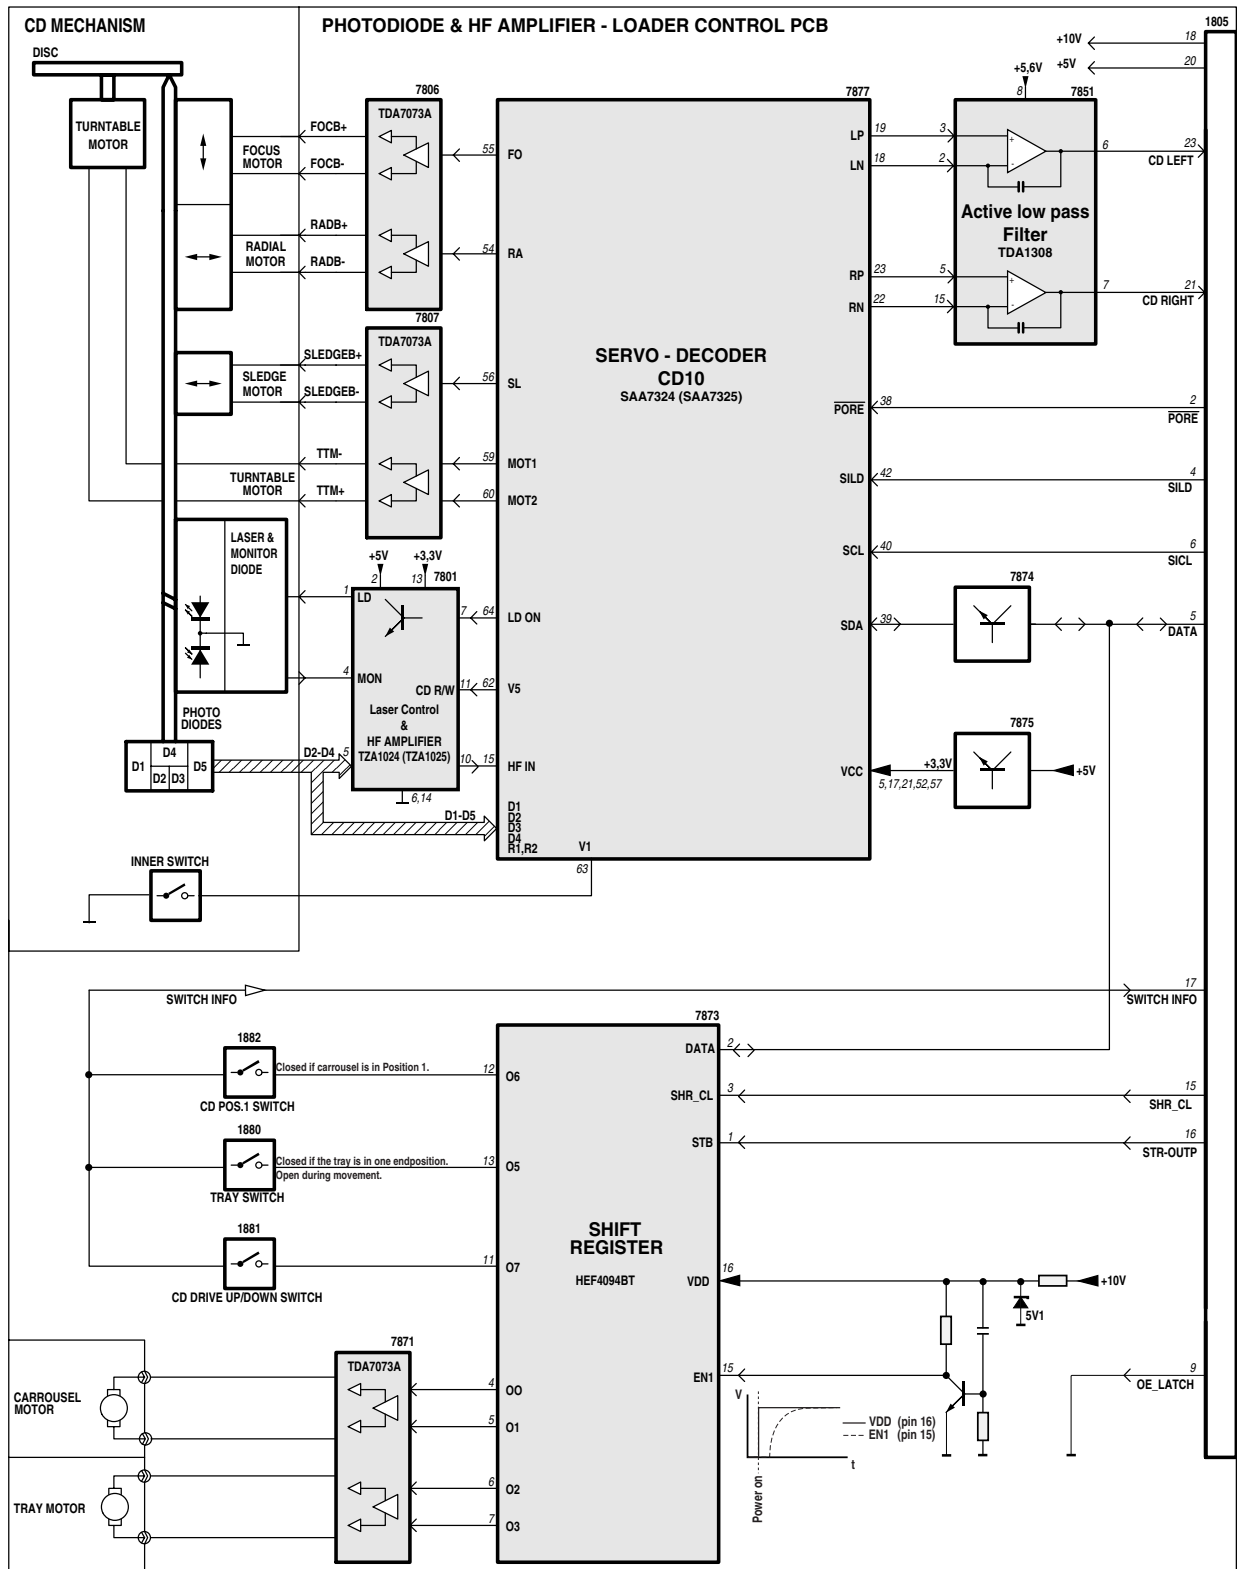 CD MECHANISM
PHOTODIODE & HF AMPLIFIER - LOADER CONTROL PCB
1805
DISC
+10V
18
+5V
20
+5,6V
8
7851
7806
7877
TDA7073A
TURNTABLE
MOTOR
FOCUS
MOTOR
FOCB+
FOCB-
55
FO
LP
19
3
LN
18
2
+
-
6
23
CD LEFT
Active low pass
Filter
TDA1308
RADIAL
MOTOR
RADB+
RADB-
54
RA
RP
23
5
RN
22
15
+
-
7
21
CD RIGHT
7807
TDA7073A
SLEDGE
MOTOR
SLEDGEB+
SLEDGEB-
56
SL
SERVO - DECODER
CD10
SAA7324 (SAA7325)
PORE
38
2
PORE
TURNTABLE
MOTOR
TTM-
TTM+
59
MOT1
60
MOT2
SILD
42
4
SILD
LASER &
MONITOR
DIODE
+5V
+3,3V
2
13
7801
SCL
40
6
SICL
1
LD
7
64
LD ON
7874
SDA
39
5
DATA
4
MON
CD R/W
11
62
V5
Laser Control
&
HF AMPLIFIER
TZA1024 (TZA1025)
PHOTO
DIODES
7875
D1
D4
D2
D3
D5
D2-D4
5
10
15
HF IN
6,14
VCC
+3,3V
5,17,21,52,57
+5V
D1-D5
D1
D2
D3
D4
R1,R2
V1
63
INNER SWITCH
SWITCH INFO
17
SWITCH INFO
7873
1882
Closed if carrousel is in Position 1.
CD POS.1 SWITCH
12
O6
DATA
2
SHR_CL
3
15
SHR_CL
1880
Closed if the tray is in one endposition.
Open during movement.
TRAY SWITCH
13
O5
STB
1
16
STR-OUTP
1881
CD DRIVE UP/DOWN SWITCH
11
O7
SHIFT
REGISTER
HEF4094BT
VDD
16
+10V
5V1
7871
TDA7073A
CARROUSEL
MOTOR
4
OO
5
O1
EN1
15
9
OE_LATCH
V
VDD (pin 16)
EN1 (pin 15)
t
Power on
TRAY MOTOR
6
O2
7
O3